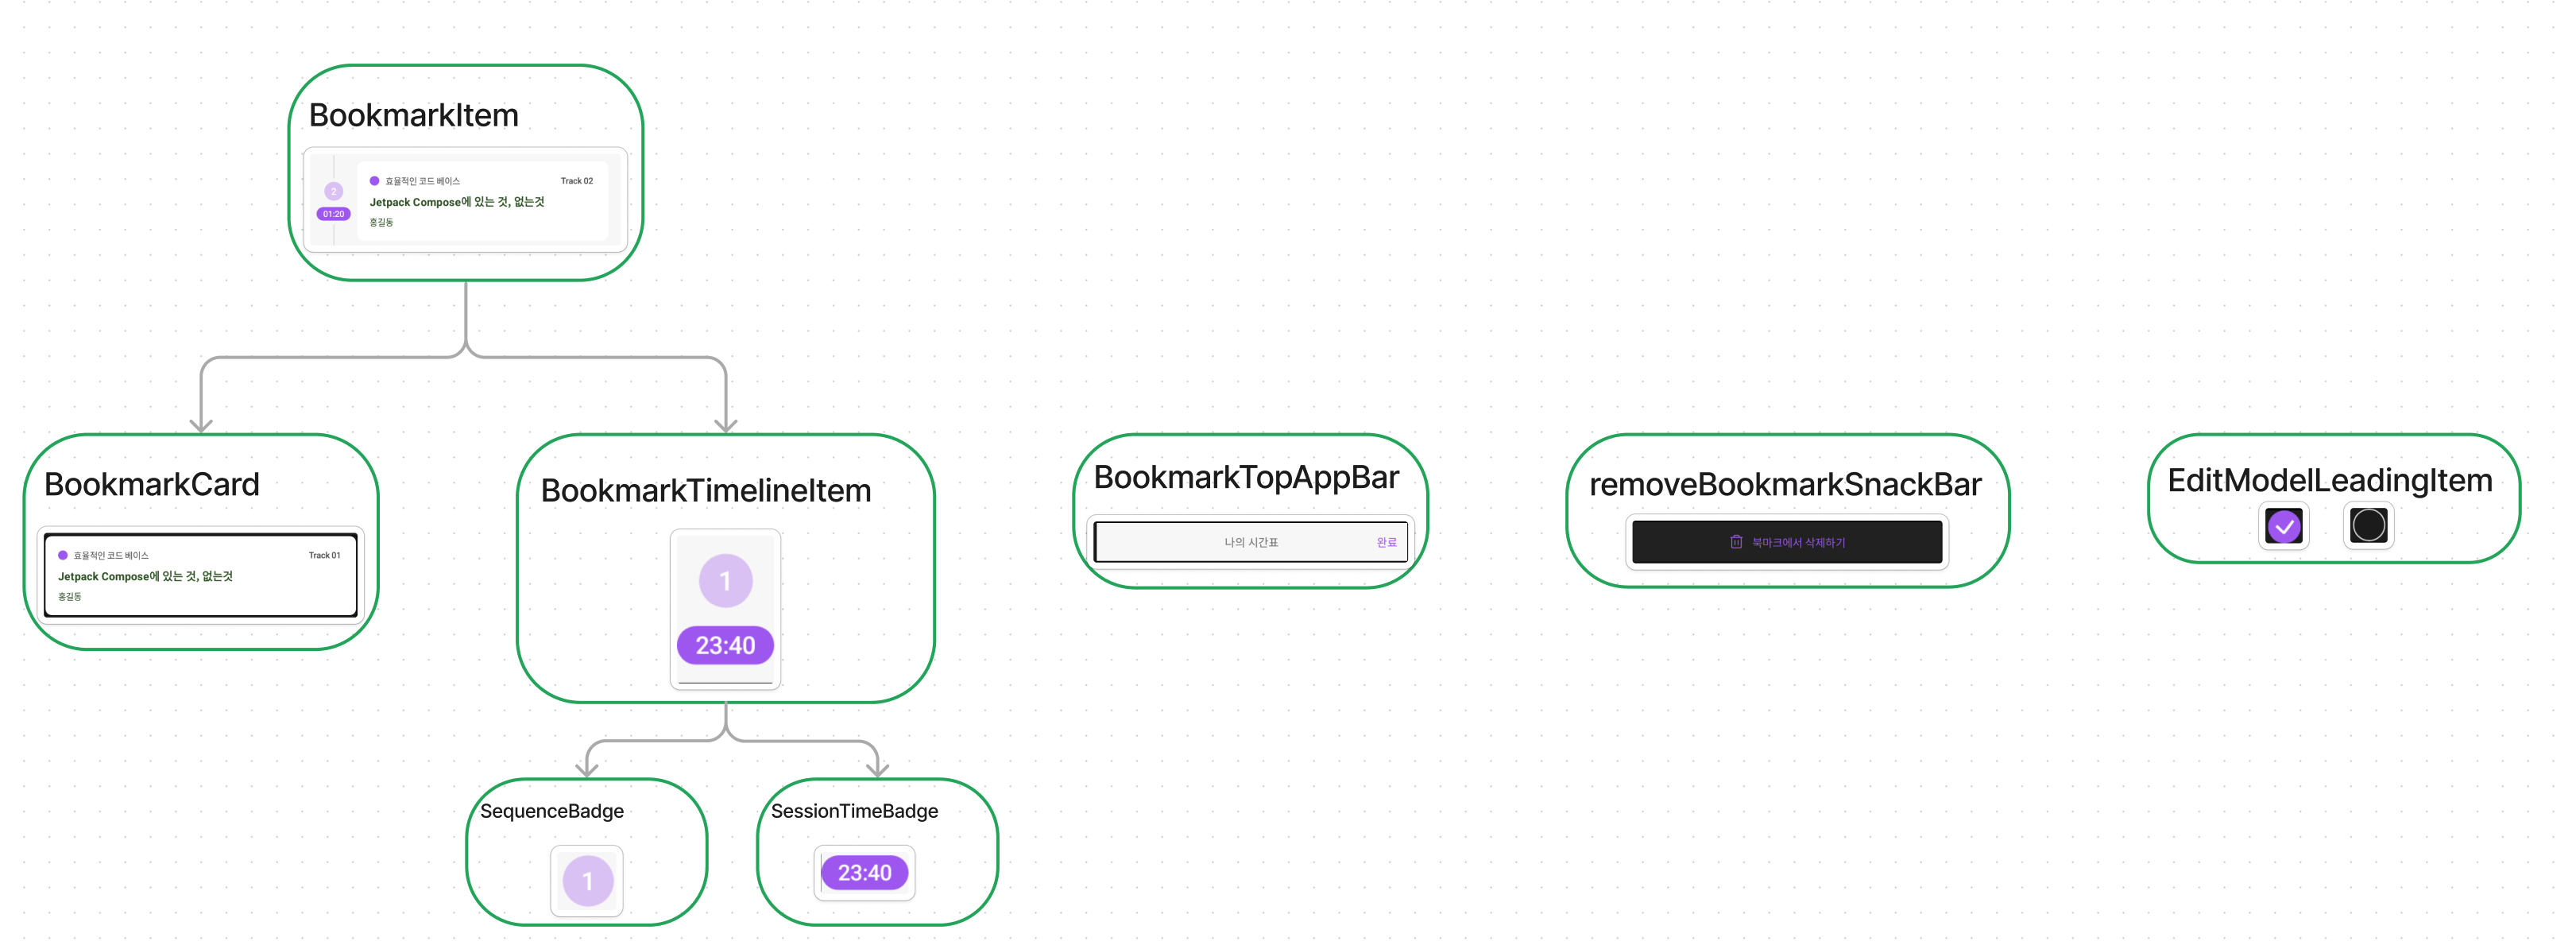 BookmarkItem
2
01:20
효율적인 코드 베이스
Track 02
Jetpack Compose에 있는 것, 없는것
홍길동
BookmarkCard
효율적인 코드 베이스
Track 01
Jetpack Compose에 있는 것, 없는것
홍길동
BookmarkTimelineItem
1
23:40
SequenceBadge
1
SessionTimeBadge
23:40
BookmarkTopAppBar
나의 시간표
완료
removeBookmarkSnackBar
북마크에서 삭제하기
EditModelLeadingItem